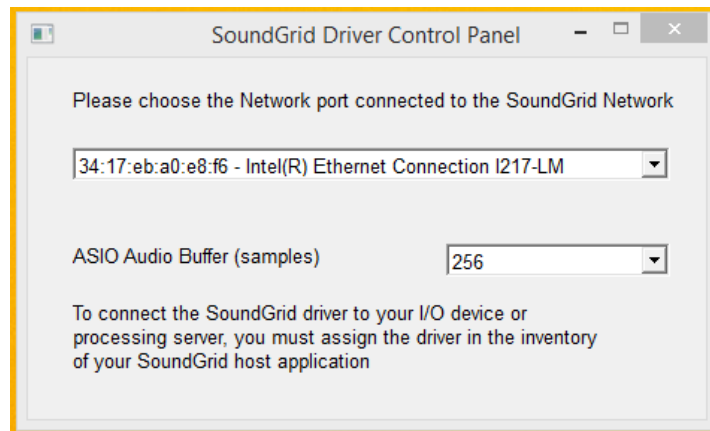 SoundGrid Driver Control Panel
Please choose the Network port connected to the SoundGrid Network
34:17:eb:a0:e8:f6 - Intel(R) Ethernet Connection I217-LM
ASIO Audio Buffer (samples)
256
To connect the SoundGrid driver to your I/O device or
processing server, you must assign the driver in the inventory
of your SoundGrid host application